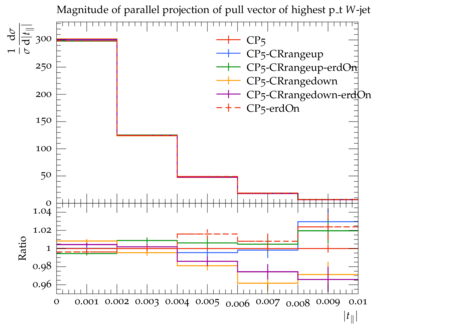 Magnitude of parallel projection of pull vector of highest p_t W-jet
1/σ dσ/d|t∥|
300
250
200
150
100
50
0
CP5
CP5-CRrangeup
CP5-CRrangeup-erdOn
CP5-CRrangedown
CP5-CRrangedown-erdOn
CP5-erdOn
Ratio
1.04
1.02
1
0.98
0.96
0 0.001 0.002 0.003 0.004 0.005 0.006 0.007 0.008 0.009 0.01
|t∥|